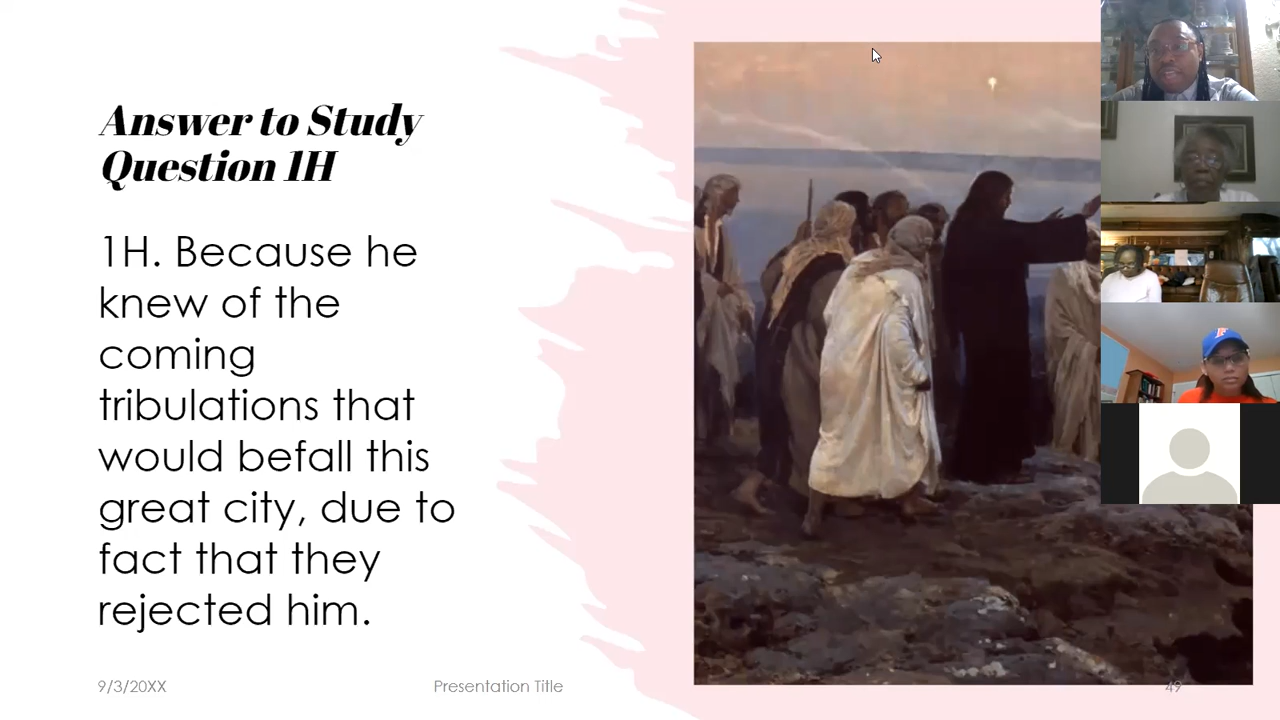 Answer to Study
Question 1H
1H. Because he
knew of the
coming
tribulations that
would befall this
great city, due to
fact that they
rejected him.
9/3/20XX
Presentation Title
49